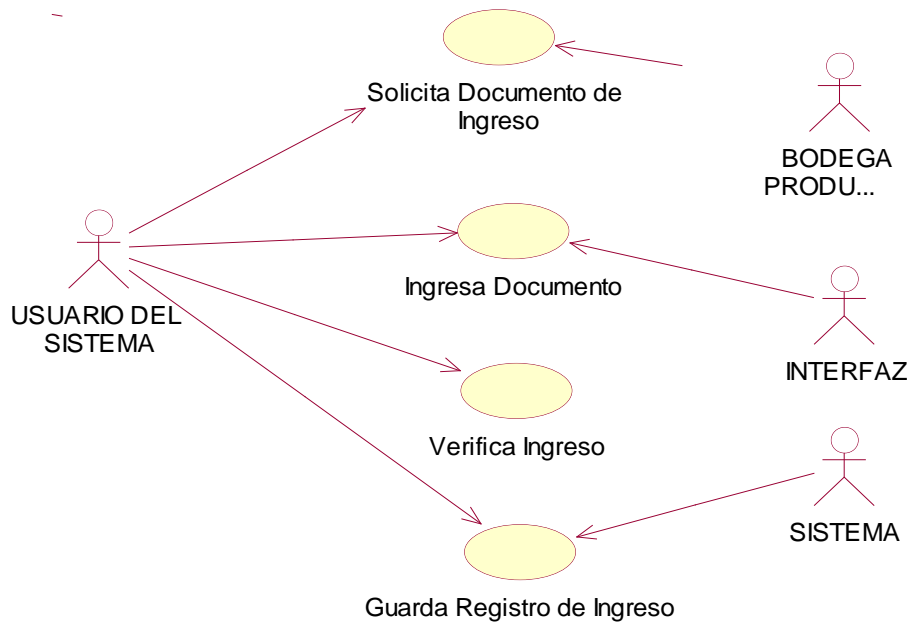 Solicita Documento de
Ingreso
BODEGA
PRODU...
Ingresa Documento
USUARIO DEL
SISTEMA
INTERFAZ
Verifica Ingreso
SISTEMA
Guarda Registro de Ingreso